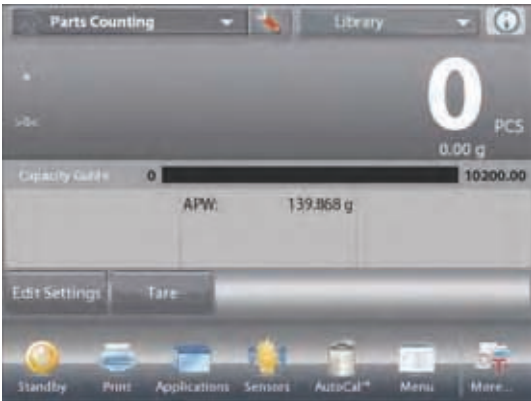 Parts Counting
Library
0
PCS
>0<
0.00 g
Capacity Guide 0 10200.00
APW: 139.868 g
Edit Settings Tare
Standby Print Applications Sensors AutoCal™ Menu More...